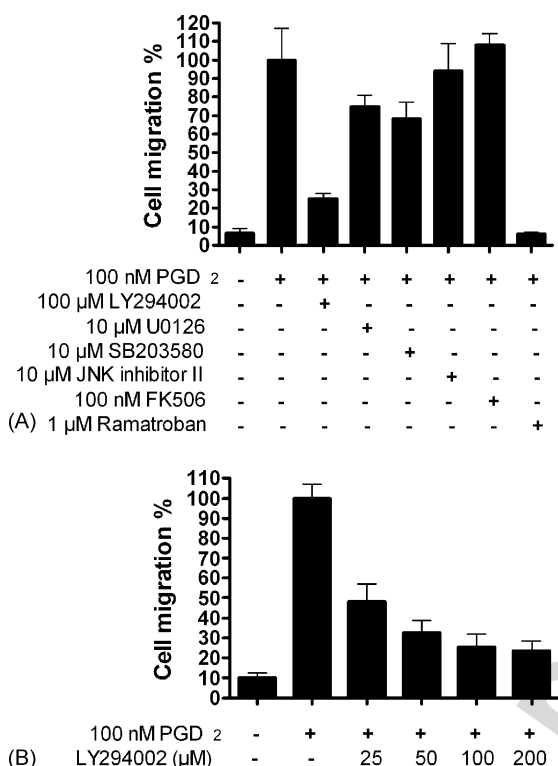 Cell migration %
120
110
100
90
80
70
60
50
40
30
20
10
0
100 nM PGD 2 - + + + + + + +
100 µM LY294002 - - + - - - - -
10 µM U0126 - - - + - - - -
10 µM SB203580 - - - - + - - -
10 µM JNK inhibitor II - - - - - + - -
100 nM FK506 - - - - - - + -
(A) 1 µM Ramatroban - - - - - - - +
Cell migration %
110
100
90
80
70
60
50
40
30
20
10
0
100 nM PGD 2 - + + + + +
(B) LY294002 (µM) - - 25 50 100 200